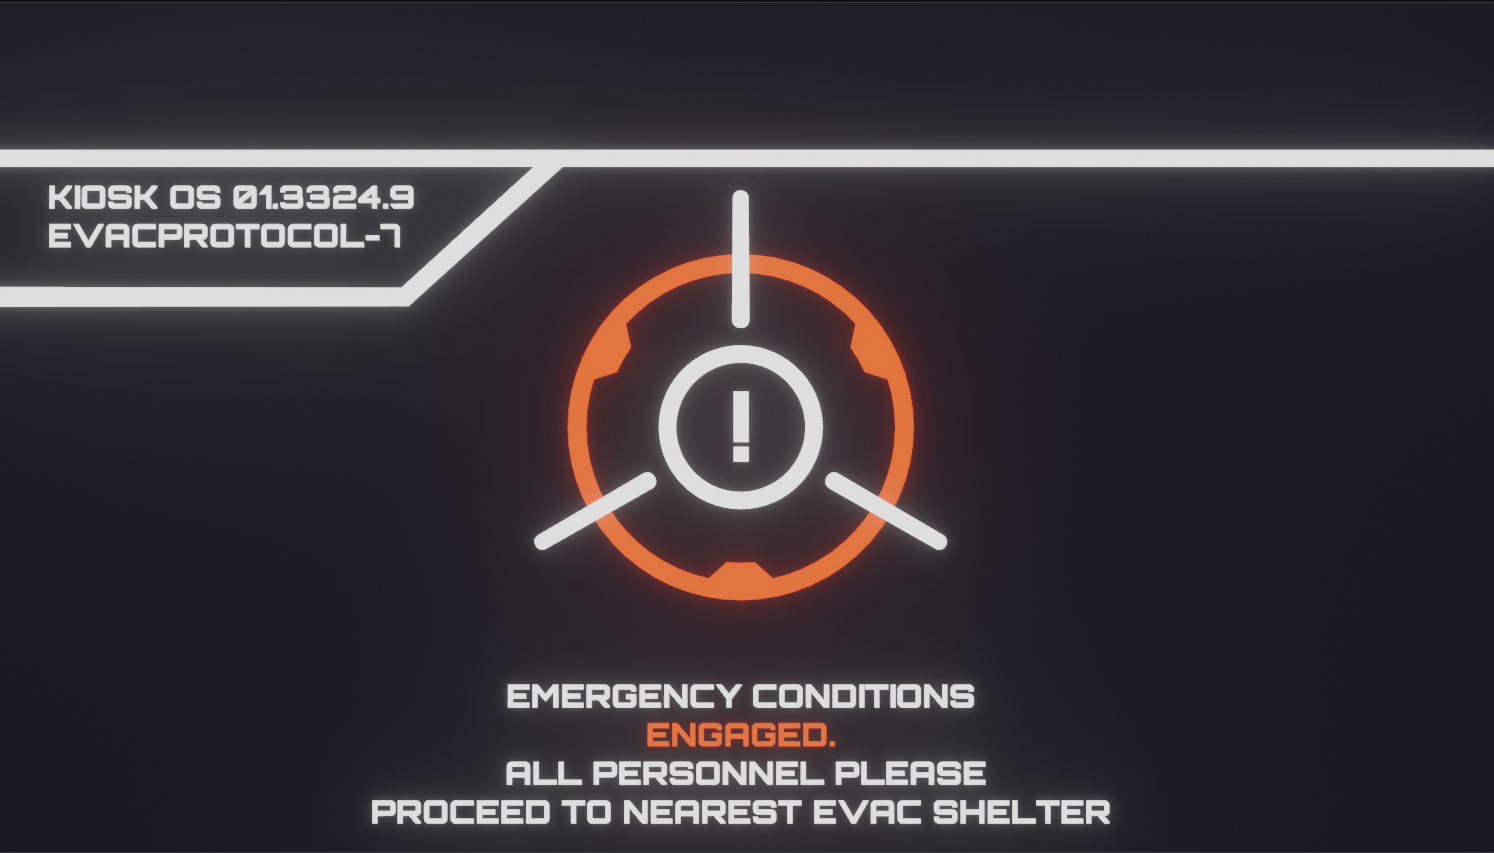 KIOSK OS 01.3324.9
EVACPROTOCOL-7
!
EMERGENCY CONDITIONS
ENGAGED.
ALL PERSONNEL PLEASE
PROCEED TO NEAREST EVAC SHELTER